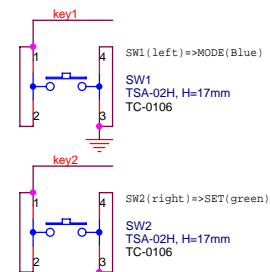 key1
1
4
SW1(left)=>MODE(Blue)
SW1
TSA-02H, H=17mm
TC-0106
2
3
key2
1
4
SW2(right)=>SET(green)
SW2
TSA-02H, H=17mm
TC-0106
2
3